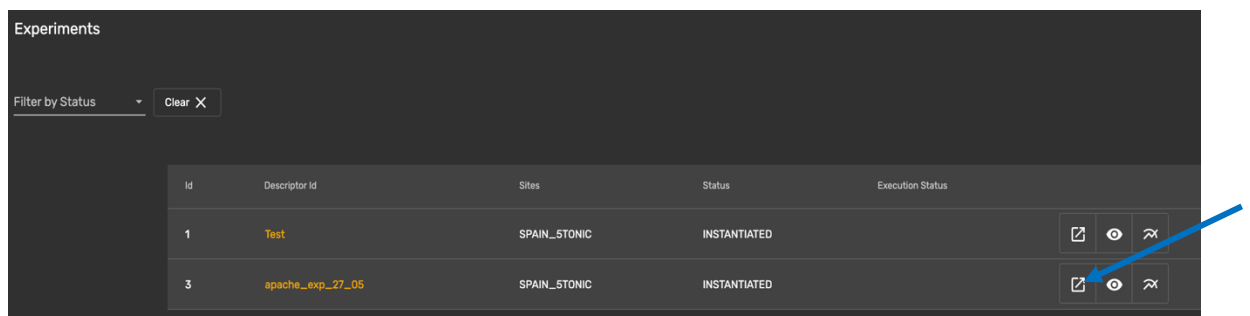 Experiments
Filter by Status
Clear X
Id Descriptor Id Sites Status Execution Status
1 Test SPAIN_5TONIC INSTANTIATED
3 apache_exp_27_05 SPAIN_5TONIC INSTANTIATED